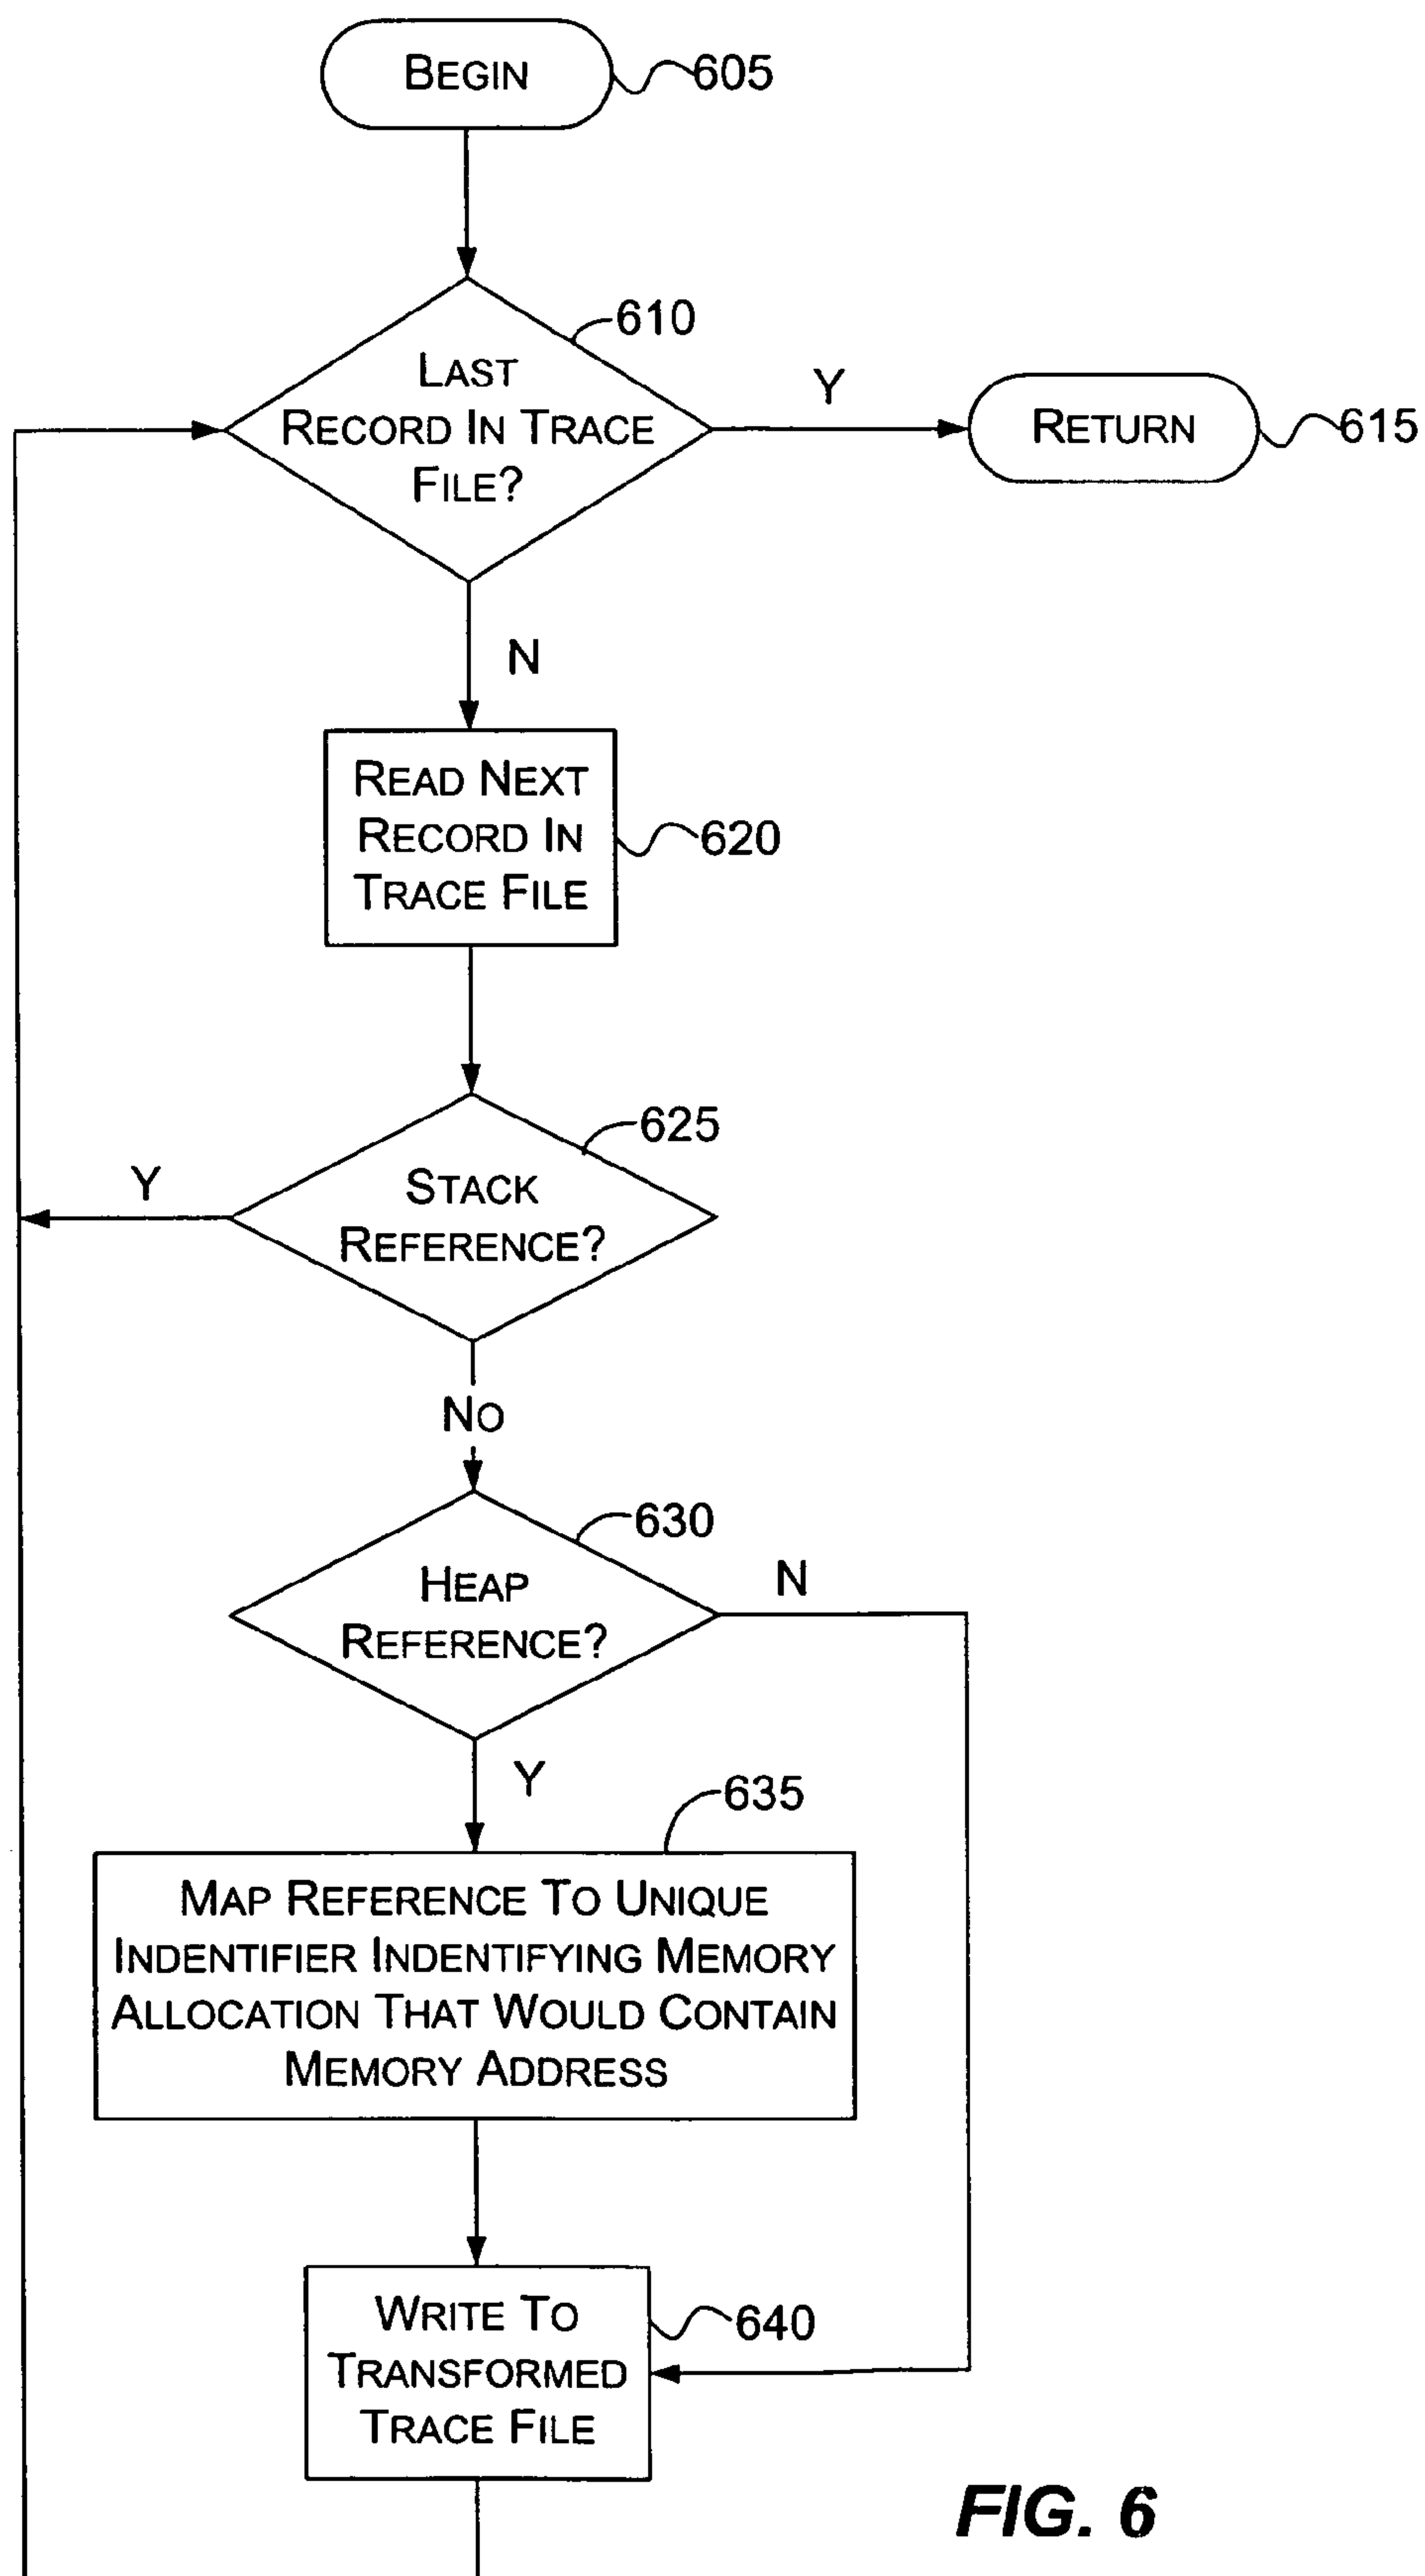 BEGIN
605
610
LAST
RECORD IN TRACE
FILE?
Y
RETURN
615
N
READ NEXT
RECORD IN
TRACE FILE
620
625
STACK
REFERENCE?
Y
NO
630
HEAP
REFERENCE?
N
Y
635
MAP REFERENCE TO UNIQUE
INDENTIFIER INDENTIFYING MEMORY
ALLOCATION THAT WOULD CONTAIN
MEMORY ADDRESS
WRITE TO
TRANSFORMED
TRACE FILE
640
FIG. 6